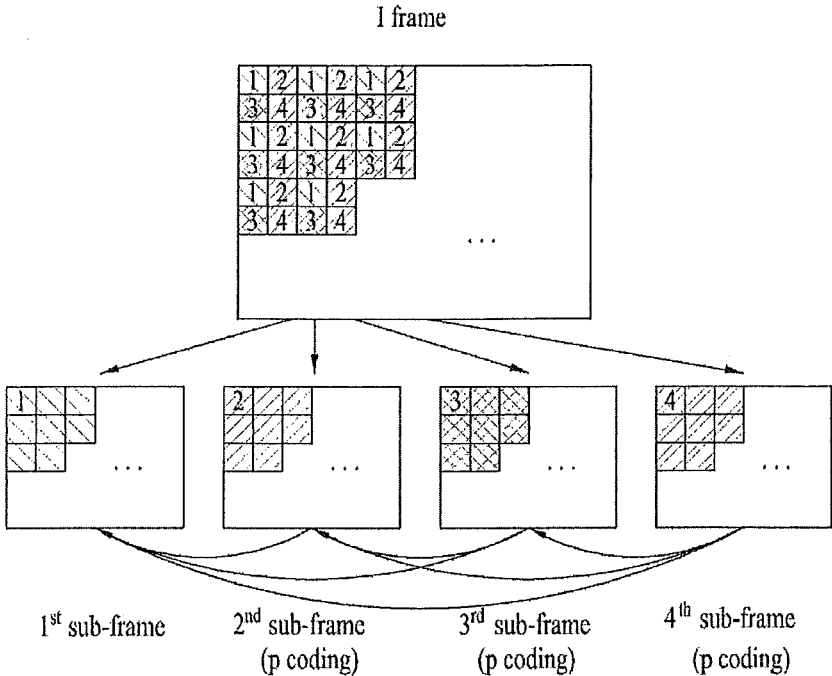 I frame
1 2 1 2 1 2
3 4 3 4 3 4
1 2 1 2 1 2
3 4 3 4 3 4
1 2 1 2
3 4 3 4
...
1 2 3 4
... ... ... ...
1st sub-frame 2nd sub-frame 3rd sub-frame 4th sub-frame
(p coding) (p coding) (p coding)